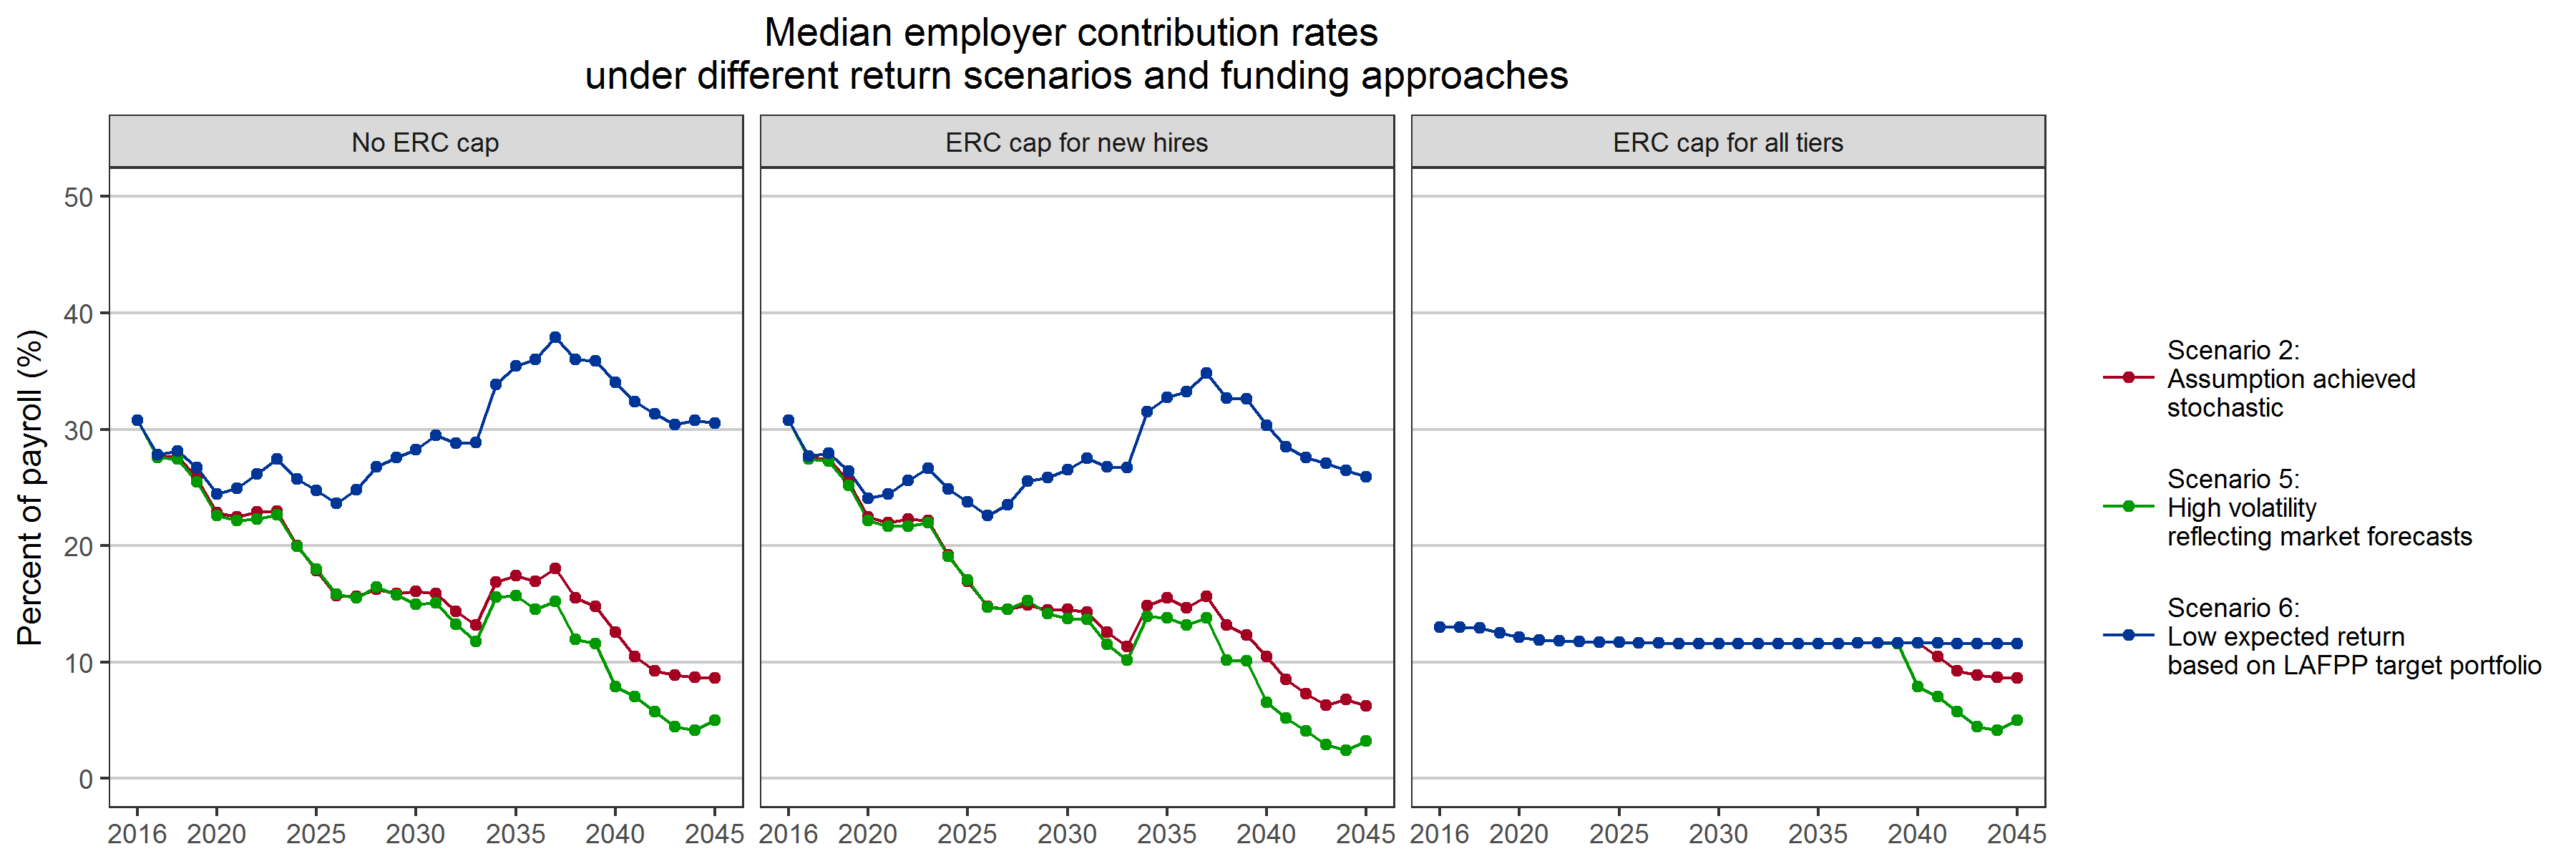 Median employer contribution rates
under different return scenarios and funding approaches
No ERC cap
ERC cap for new hires
ERC cap for all tiers
Percent of payroll (%)
50
40
30
20
10
0
2016 2020 2025 2030 2035 2040 2045
2016 2020 2025 2030 2035 2040 2045
2016 2020 2025 2030 2035 2040 2045
Scenario 2:
Assumption achieved
stochastic
Scenario 5:
High volatility
reflecting market forecasts
Scenario 6:
Low expected return
based on LAFPP target portfolio